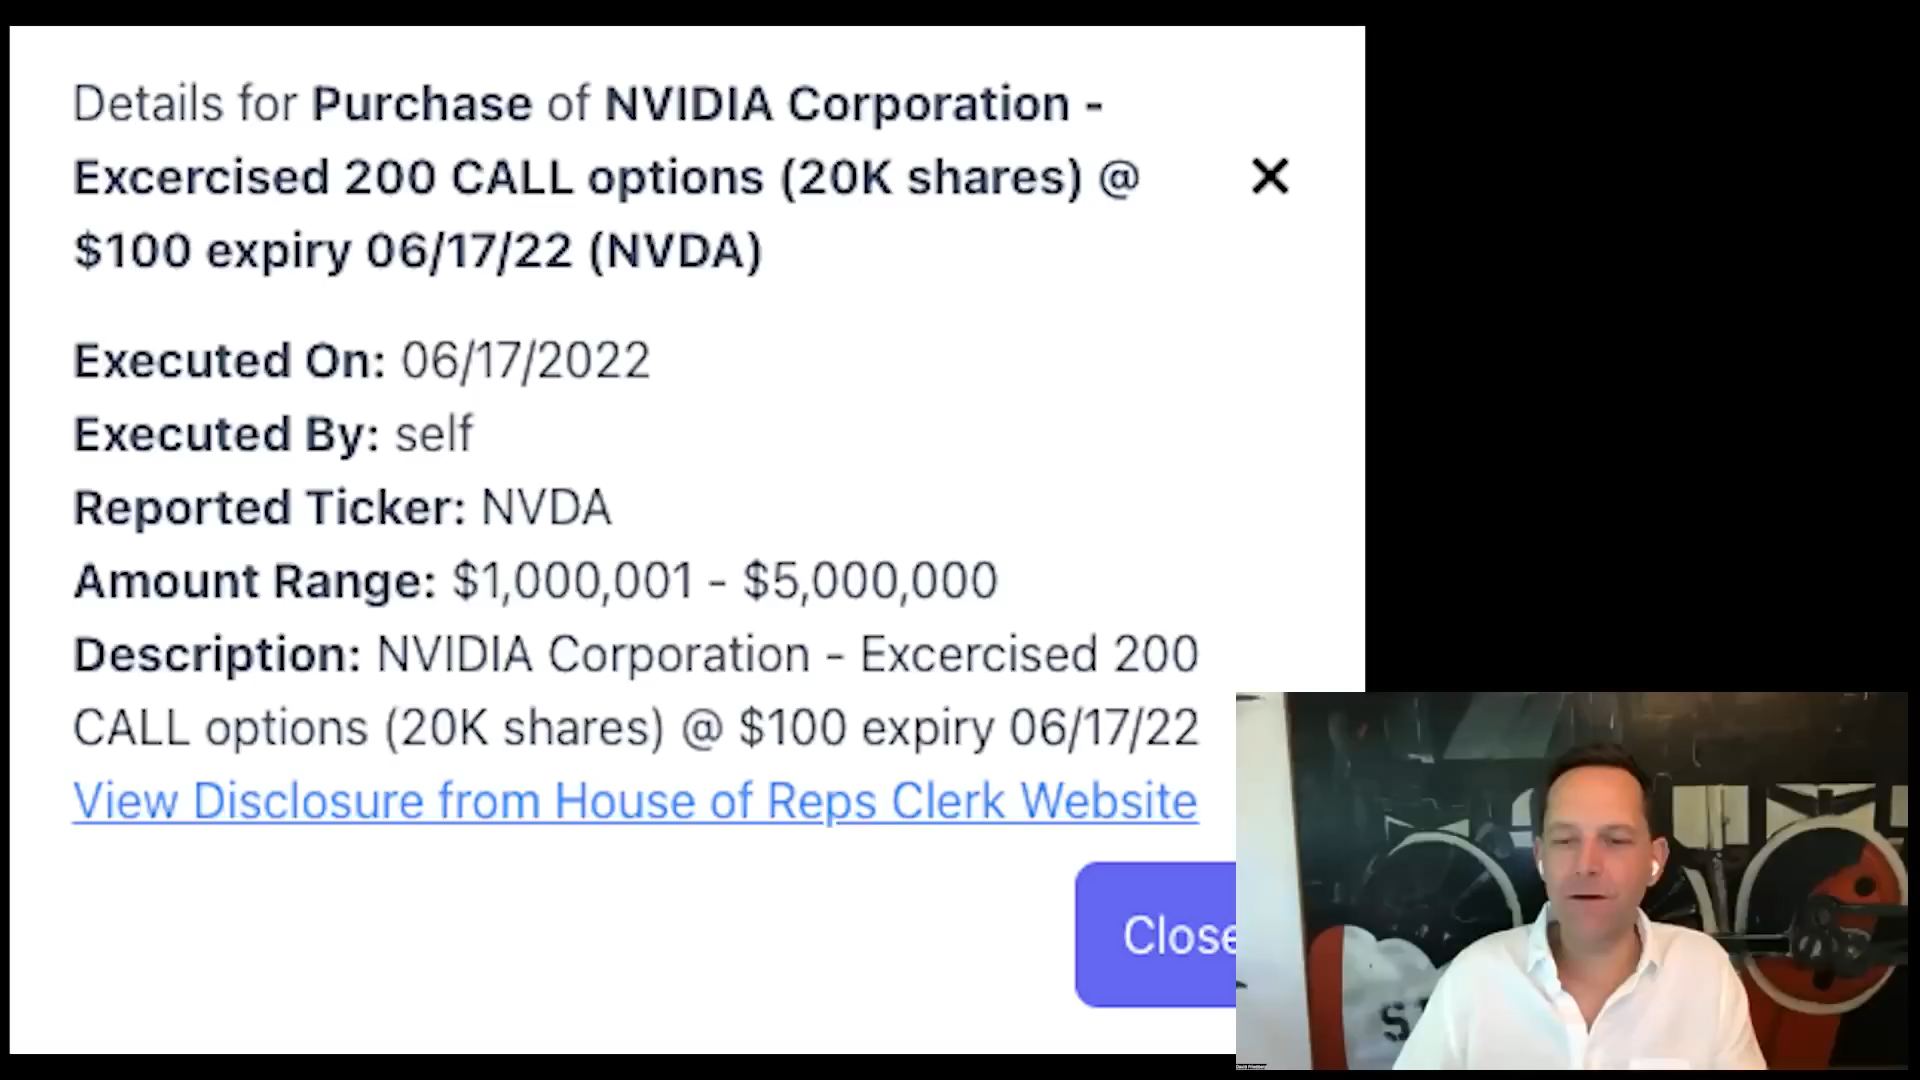 Details for Purchase of NVIDIA Corporation -
Excercised 200 CALL options (20K shares) @
$100 expiry 06/17/22 (NVDA)
Executed On: 06/17/2022
Executed By: self
Reported Ticker: NVDA
Amount Range: $1,000,001 - $5,000,000
Description: NVIDIA Corporation - Excercised 200
CALL options (20K shares) @ $100 expiry 06/17/22
View Disclosure from House of Reps Clerk Website
Close
David Friedberg